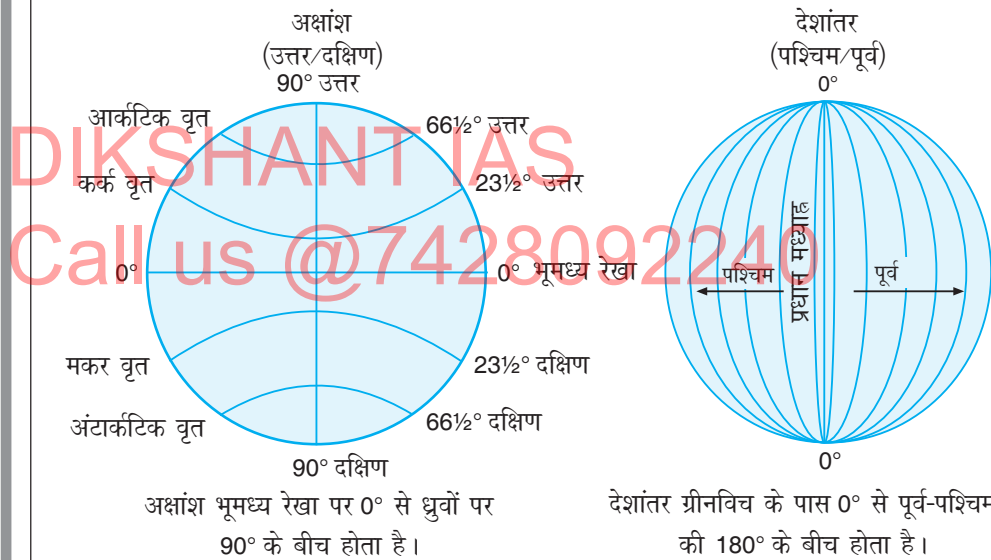 अक्षांश
(उत्तर/दक्षिण)
90° उत्तर
आर्कटिक वृत
66½° उत्तर
कर्क वृत
23½° उत्तर
0°
0° भूमध्य रेखा
मकर वृत
23½° दक्षिण
अंटार्कटिक वृत
66½° दक्षिण
90° दक्षिण
अक्षांश भूमध्य रेखा पर 0° से ध्रुवों पर
90° के बीच होता है।
देशांतर
(पश्चिम/पूर्व)
0°
प्रधान मध्याह्न
पश्चिम
पूर्व
0°
देशांतर ग्रीनविच के पास 0° से पूर्व-पश्चिम
की 180° के बीच होता है।
DIKSHANT IAS
Call us @7428092240